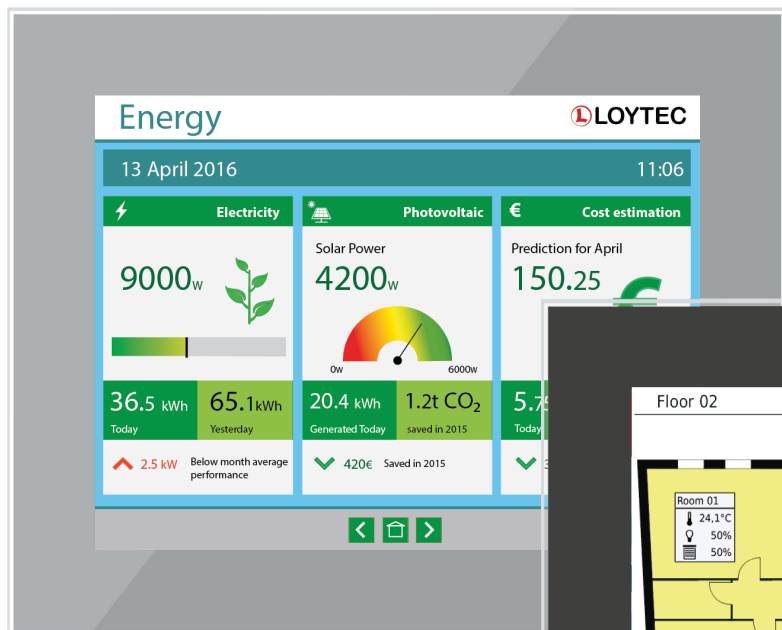 Energy
LOYTEC
13 April 2016
11:06
Electricity
9000w
36.5 kWh
Today
65.1kWh
Yesterday
2.5 kW
Below month average
performance
Photovoltaic
Solar Power
4200w
0w
6000w
20.4 kWh
Generated Today
1.2t CO₂
saved in 2015
420€
Saved in 2015
€
Cost estimation
Prediction for April
150.25
€
Today
Floor 02
Room 01
24,1°C
50%
50%